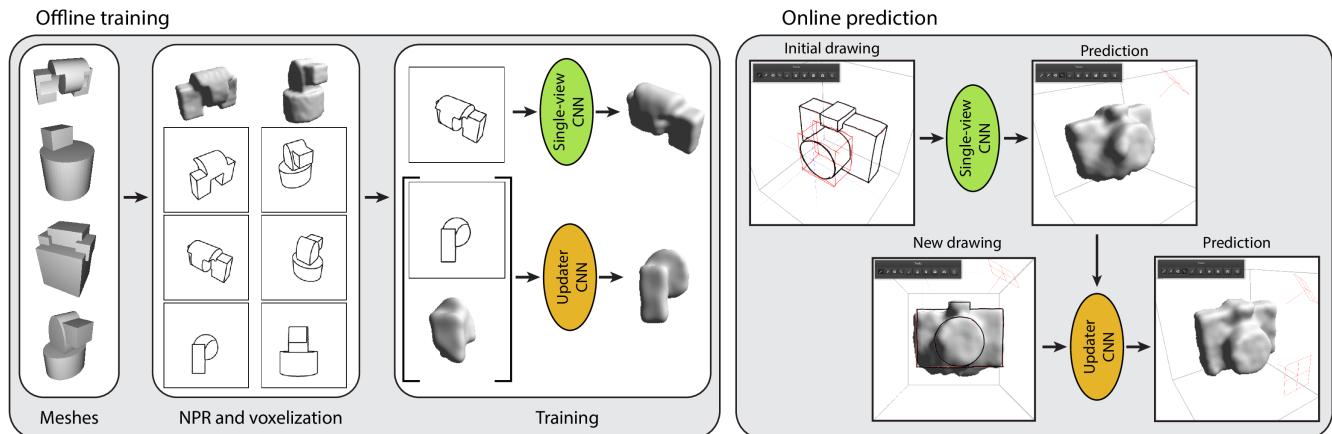 Offline training
Meshes
NPR and voxelization
Single-view
CNN
Updater
CNN
Training
Online prediction
Initial drawing
Single-view
CNN
Prediction
New drawing
Updater
CNN
Prediction